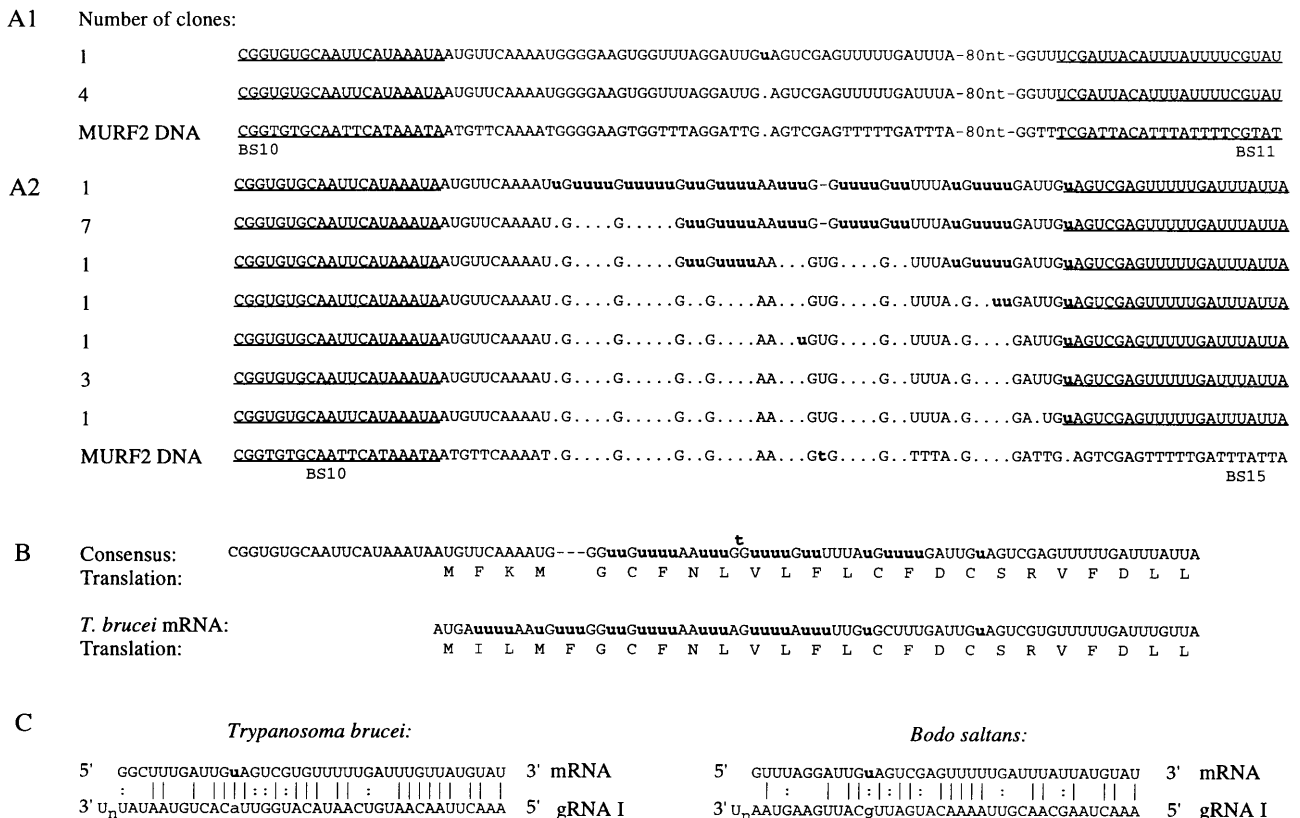 A1 Number of clones:
1 CGGUGUGCAAUUCAUAAAUAAUGUUCAAAAUGGGGAAGUGGUUUAGGAUUGuAGUCGAGUUUUUGAUUUA-80nt-GGUUUCGAUUACAUUUAUUUUCGUAU
4 CGGUGUGCAAUUCAUAAAUAAUGUUCAAAAUGGGGAAGUGGUUUAGGAUUG.AGUCGAGUUUUUGAUUUA-80nt-GGUUUCGAUUACAUUUAUUUUCGUAU
MURF2 DNA CGGTGTGCAATTCATAAATAATGTTCAAAATGGGGAAGTGGTTTAGGATTG.AGTCGAGTTTTTGATTTA-80nt-GGTTTCGATTACATTTATTTTCGTAT
BS10 BS11
A2 1 CGGUGUGCAAUUCAUAAAUAAUGUUCAAAAUuGuuuuGuuuuuGuuGuuuuAAuuuG-GuuuuGuuUUUAuGuuuuGAUUGuAGUCGAGUUUUUGAUUUAUUA
7 CGGUGUGCAAUUCAUAAAUAAUGUUCAAAAU.G....G.....GuuGuuuuAAuuuG-GuuuuGuuUUUAuGuuuuGAUUGuAGUCGAGUUUUUGAUUUAUUA
1 CGGUGUGCAAUUCAUAAAUAAUGUUCAAAAU.G....G.....GuuGuuuuAA...GUG....G..UUUAuGuuuuGAUUGuAGUCGAGUUUUUGAUUUAUUA
1 CGGUGUGCAAUUCAUAAAUAAUGUUCAAAAU.G....G.....G..G....AA...GUG....G..UUUA.G..uuGAUUGuAGUCGAGUUUUUGAUUUAUUA
1 CGGUGUGCAAUUCAUAAAUAAUGUUCAAAAU.G....G.....G..G....AA..uGUG....G..UUUA.G....GAUUGuAGUCGAGUUUUUGAUUUAUUA
3 CGGUGUGCAAUUCAUAAAUAAUGUUCAAAAU.G....G.....G..G....AA...GUG....G..UUUA.G....GAUUGuAGUCGAGUUUUUGAUUUAUUA
1 CGGUGUGCAAUUCAUAAAUAAUGUUCAAAAU.G....G.....G..G....AA...GUG....G..UUUA.G....GA.UGuAGUCGAGUUUUUGAUUUAUUA
MURF2 DNA CGGTGTGCAATTCATAAATAATGTTCAAAAT.G....G.....G..G....AA...GtG....G..TTTA.G....GATTG.AGTCGAGTTTTTGATTTATTA
BS10 BS15
t
B Consensus: CGGUGUGCAAUUCAUAAAUAAUGUUCAAAAUG---GGuuGuuuuAAuuuGGuuuuGuuUUUAuGuuuuGAUUGuAGUCGAGUUUUUGAUUUAUUA
Translation: M F K M G C F N L V L F L C F D C S R V F D L L
T. brucei mRNA: AUGAuuuuAAuGuuuGGuuGuuuuAAuuuAGuuuuAuuuUUGuGCUUUGAUUGuAGUCGUGUUUUUGAUUUGUUA
Translation: M I L M F G C F N L V L F L C F D C S R V F D L L
C Trypanosoma brucei: Bodo saltans:
5' GGCUUUGAUUGuAGUCGUGUUUUUGAUUUGUUAUGUAU 3' mRNA 5' GUUUAGGAUUGuAGUCGAGUUUUUGAUUUAUUAUGUAU 3' mRNA
3' UnUAUAAUGUCACaUUGGUACAUAACUGUAACAAUUCAAA 5' gRNA I 3' UnAAUGAAGUUACgUUAGUACAAAAUUGCAACGAAUCAAA 5' gRNA I